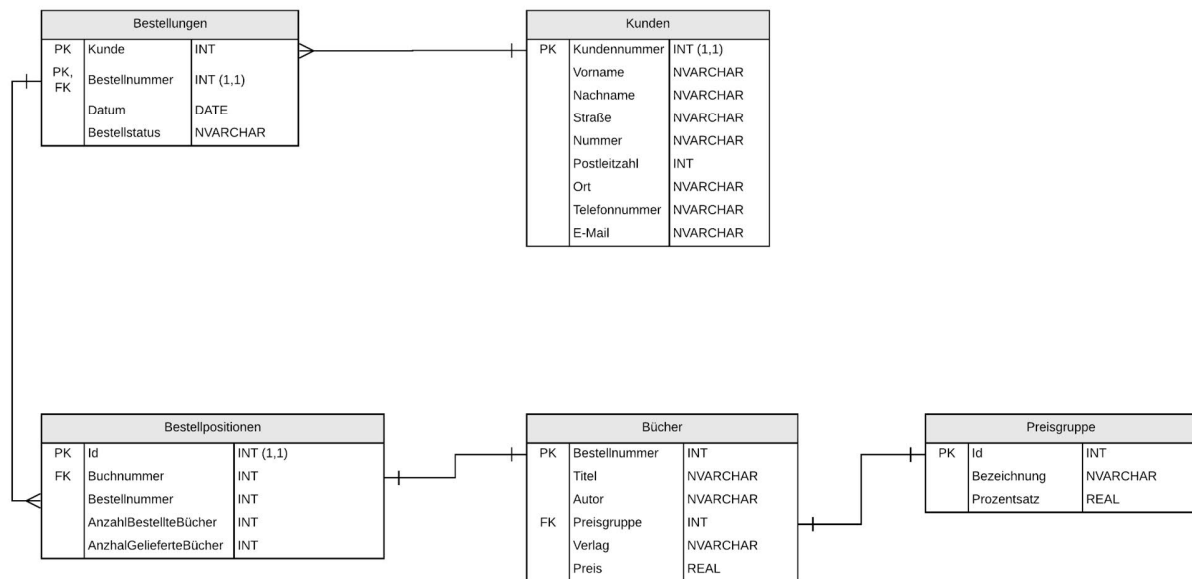 Bestellungen
PK Kunde INT
PK, FK Bestellnummer INT (1,1)
Datum DATE
Bestellstatus NVARCHAR
Kunden
PK Kundennummer INT (1,1)
Vorname NVARCHAR
Nachname NVARCHAR
Straße NVARCHAR
Nummer NVARCHAR
Postleitzahl INT
Ort NVARCHAR
Telefonnummer NVARCHAR
E-Mail NVARCHAR
Bestellpositionen
PK Id INT (1,1)
FK Buchnummer INT
Bestellnummer INT
AnzahlBestellteBücher INT
AnzhalGelieferteBücher INT
Bücher
PK Bestellnummer INT
Titel NVARCHAR
Autor NVARCHAR
FK Preisgruppe INT
Verlag NVARCHAR
Preis REAL
Preisgruppe
PK Id INT
Bezeichnung NVARCHAR
Prozentsatz REAL